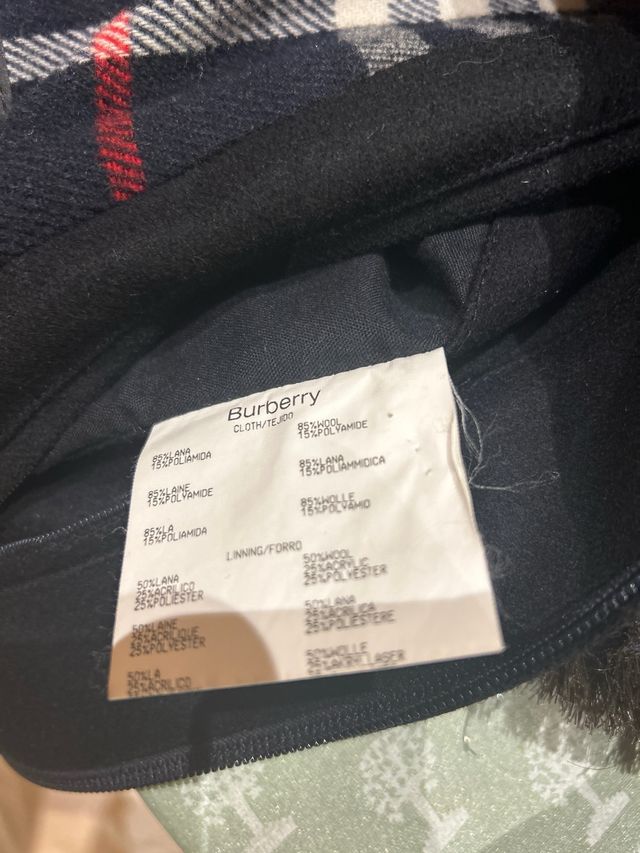 Burberry
CLOTH/TEJIDO
85%LANA
15%POLIAMIDA
85%WOOL
15%POLYAMIDE
85%LAINE
15%POLYAMIDE
85%LANA
15%POLIAMMIDICA
85%LA
15%POLIAMIDA
85%WOLLE
15%POLYAMID
LINNING/FORRO
50%LANA
25%ACRILICO
25%POLIESTER
50%WOOL
25%ACRYLIC
25%POLYESTER
50%LAINE
25%ACRILIQUE
25%POLYESTER
50%LANA
25%ACRILICA
25%POLIESTERE
50%LA
25%ACRILICO
50%WOLLE